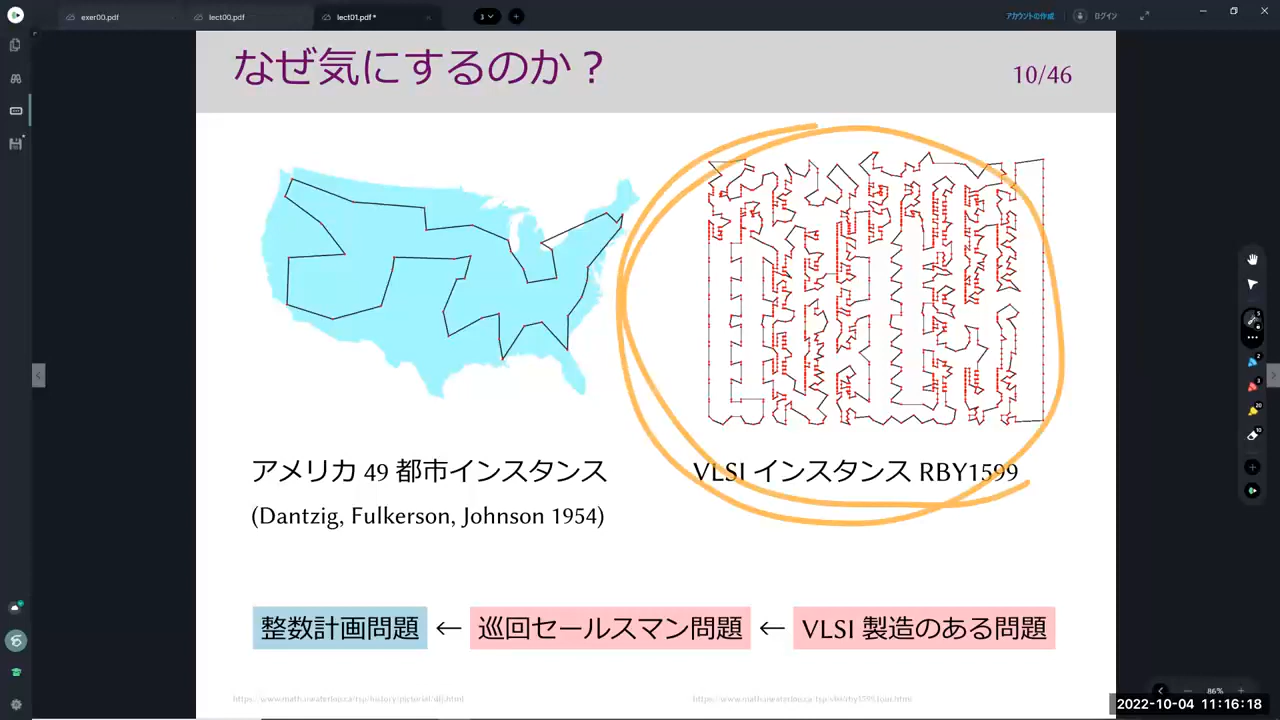 exer00.pdf
lect00.pdf
lect01.pdf *
3
アカウントの作成
ログイン
なぜ気にするのか？
10/46
アメリカ 49 都市インスタンス
(Dantzig, Fulkerson, Johnson 1954)
VLSI インスタンス RBY1599
整数計画問題 ← 巡回セールスマン問題 ← VLSI 製造のある問題
86%
2022-10-04 11:16:18